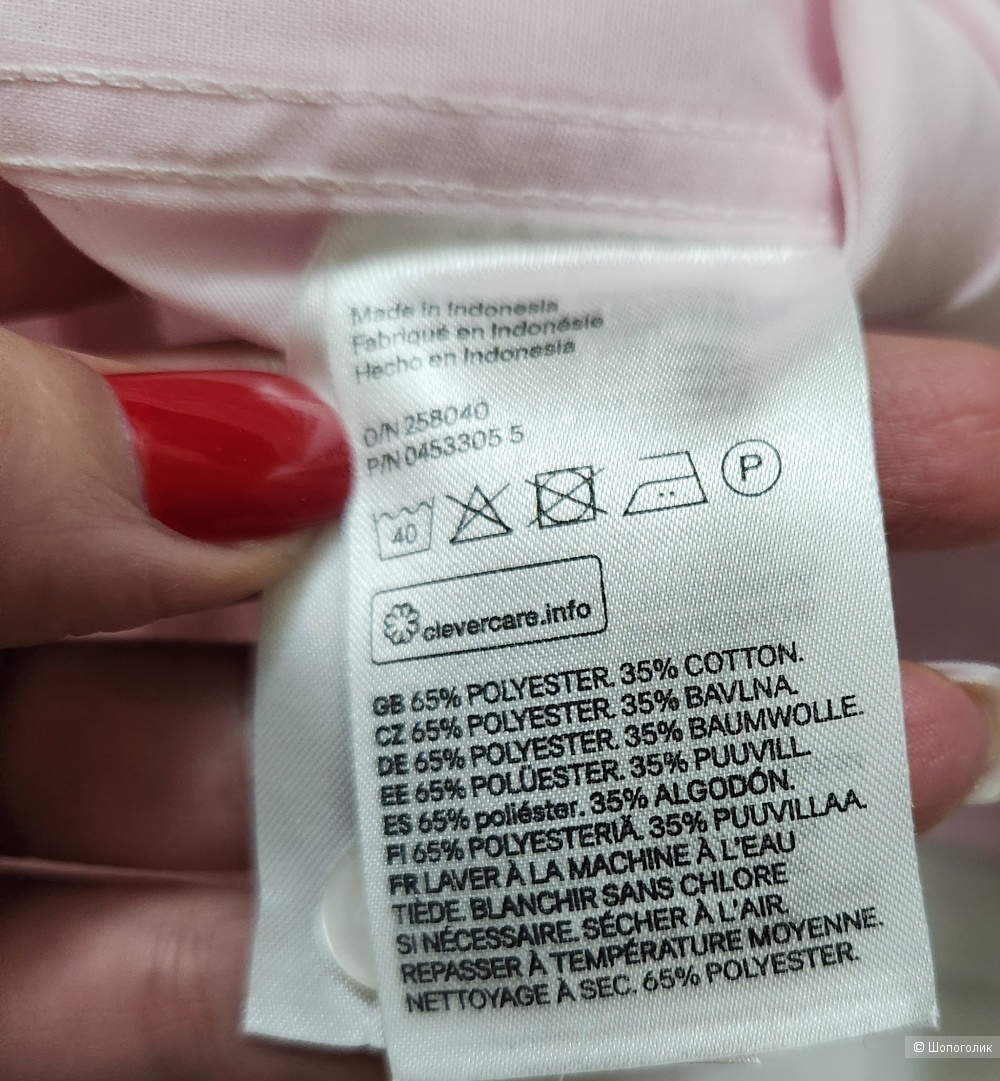 Made in Indonesia
Fabriqué en Indonésie
Hecho en Indonesia
O/N 258040
P/N 0453305 5
40
P
clevercare.info
GB 65% POLYESTER. 35% COTTON.
CZ 65% POLYESTER. 35% BAVLNA.
DE 65% POLYESTER. 35% BAUMWOLLE.
EE 65% POLÜESTER. 35% PUUVILL.
ES 65% poliéster. 35% ALGODÓN.
FI 65% POLYESTERIÄ. 35% PUUVILLAA.
FR LAVER À LA MACHINE À L'EAU
TIÈDE. BLANCHIR SANS CHLORE
SI NÉCESSAIRE. SÉCHER À L'AIR.
REPASSER À TEMPÉRATURE MOYENNE.
NETTOYAGE À SEC. 65% POLYESTER.
© Шопоголик